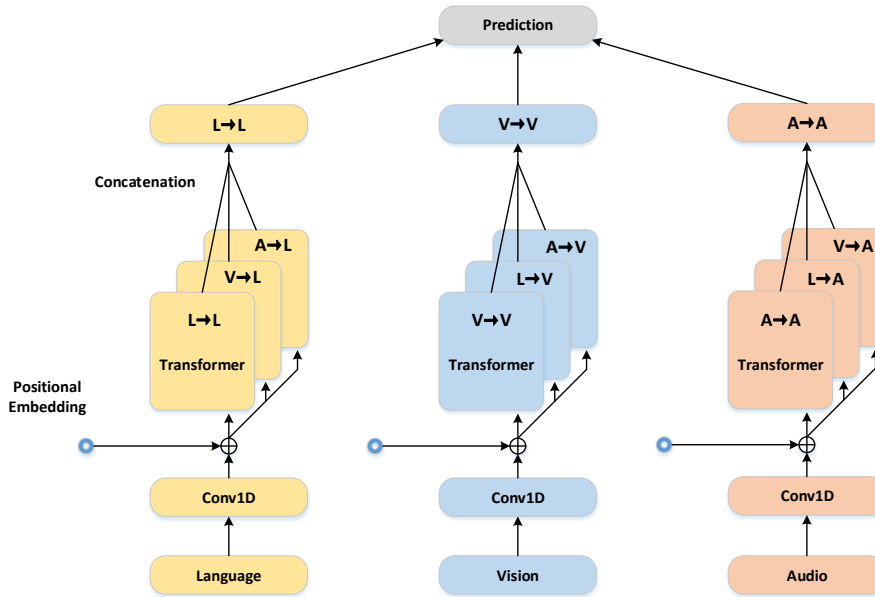 Prediction
L→L
V→V
A→A
Concatenation
A→L
V→L
L→L
Transformer
A→V
L→V
V→V
Transformer
V→A
L→A
A→A
Transformer
Positional
Embedding
Conv1D
Conv1D
Conv1D
Language
Vision
Audio